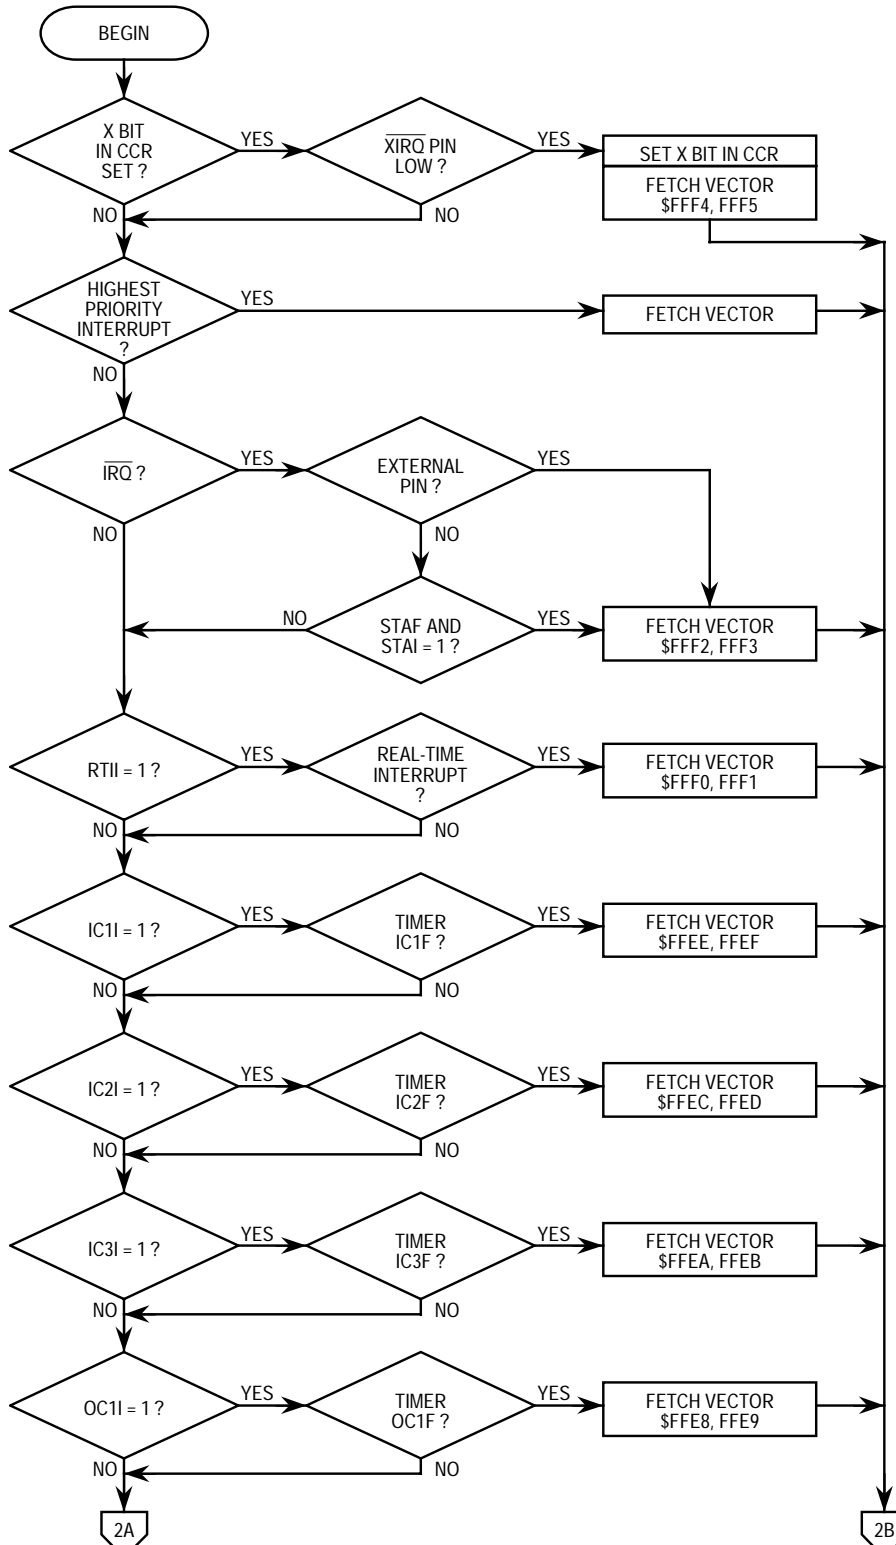 BEGIN
X BIT
IN CCR
SET ?
YES
NO
XIRQ PIN
LOW ?
YES
NO
SET X BIT IN CCR
FETCH VECTOR
$FFF4, FFF5
HIGHEST
PRIORITY
INTERRUPT
?
YES
NO
FETCH VECTOR
IRQ ?
YES
NO
EXTERNAL
PIN ?
YES
NO
STAF AND
STAI = 1 ?
NO
YES
FETCH VECTOR
$FFF2, FFF3
RTII = 1 ?
YES
NO
REAL-TIME
INTERRUPT
?
YES
NO
FETCH VECTOR
$FFF0, FFF1
IC1I = 1 ?
YES
NO
TIMER
IC1F ?
YES
NO
FETCH VECTOR
$FFEE, FFEF
IC2I = 1 ?
YES
NO
TIMER
IC2F ?
YES
NO
FETCH VECTOR
$FFEC, FFED
IC3I = 1 ?
YES
NO
TIMER
IC3F ?
YES
NO
FETCH VECTOR
$FFEA, FFEB
OC1I = 1 ?
YES
NO
TIMER
OC1F ?
YES
NO
FETCH VECTOR
$FFE8, FFE9
2A
2B